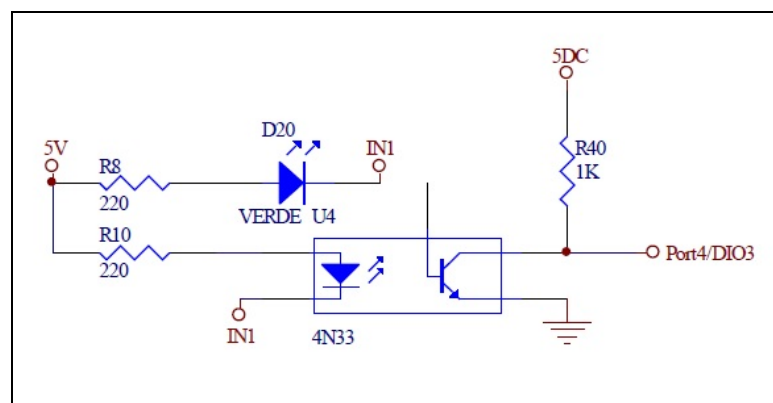 5DC
D20
5V
R8
IN1
R40
1K
220
VERDE
U4
R10
220
Port4/DIO3
IN1
4N33